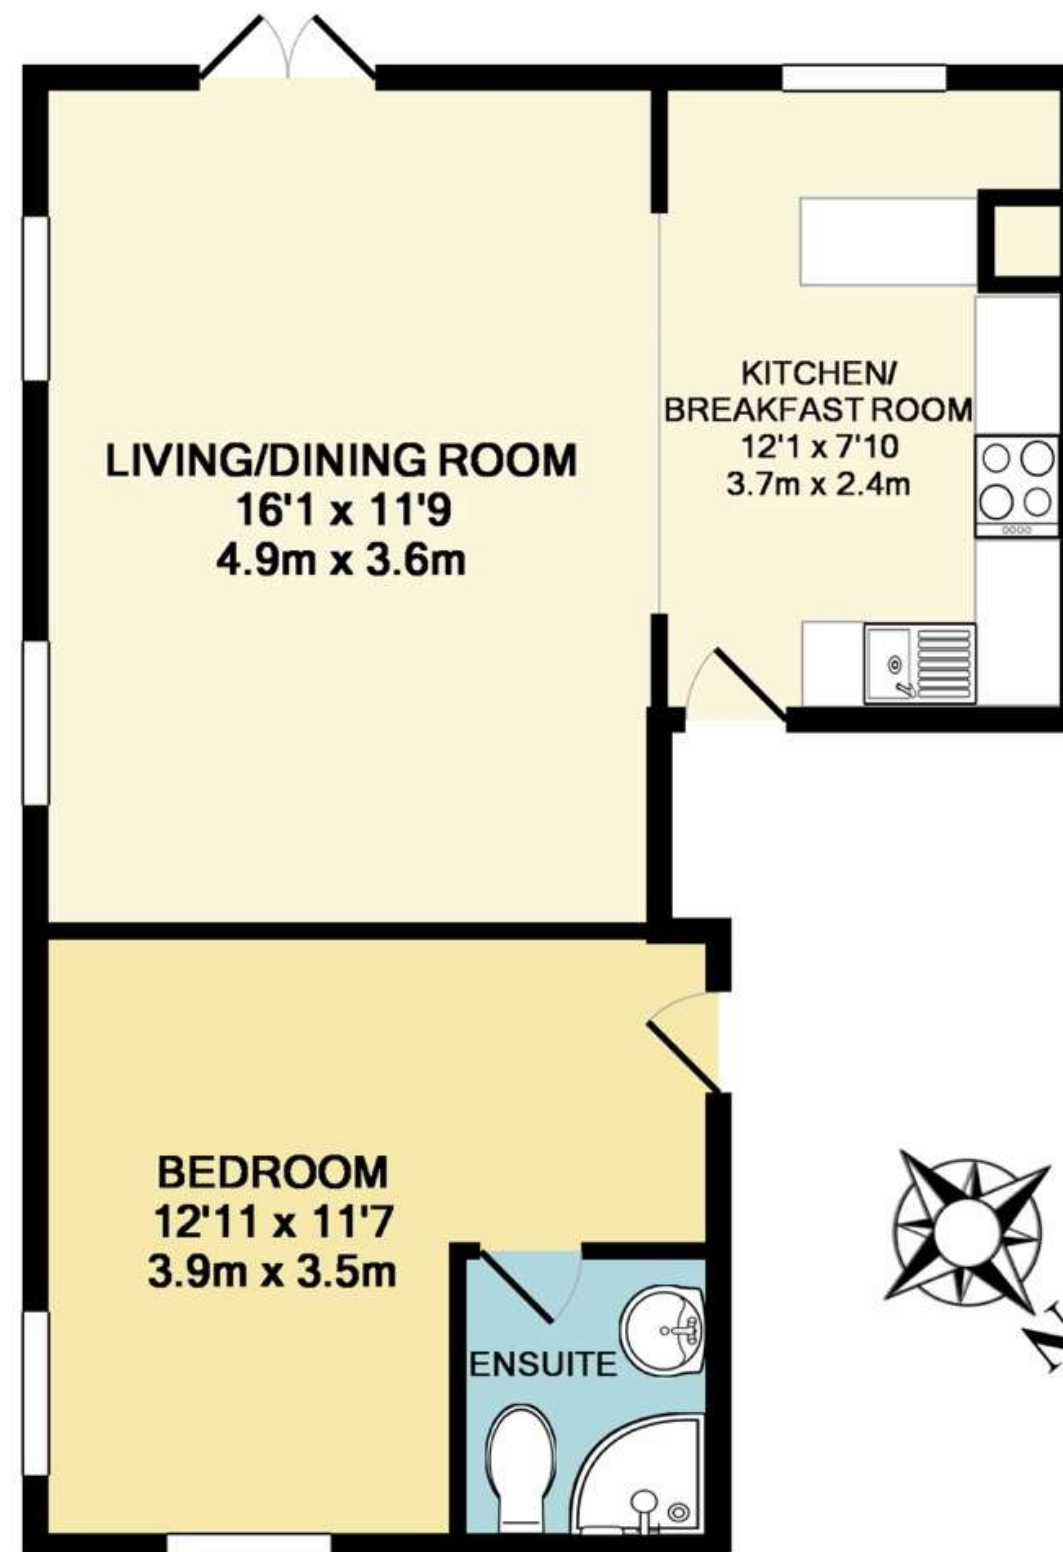 KITCHEN/
BREAKFAST ROOM
12'1 x 7'10
3.7m x 2.4m
LIVING/DINING ROOM
16'1 x 11'9
4.9m x 3.6m
BEDROOM
12'11 x 11'7
3.9m x 3.5m
ENSUITE
N